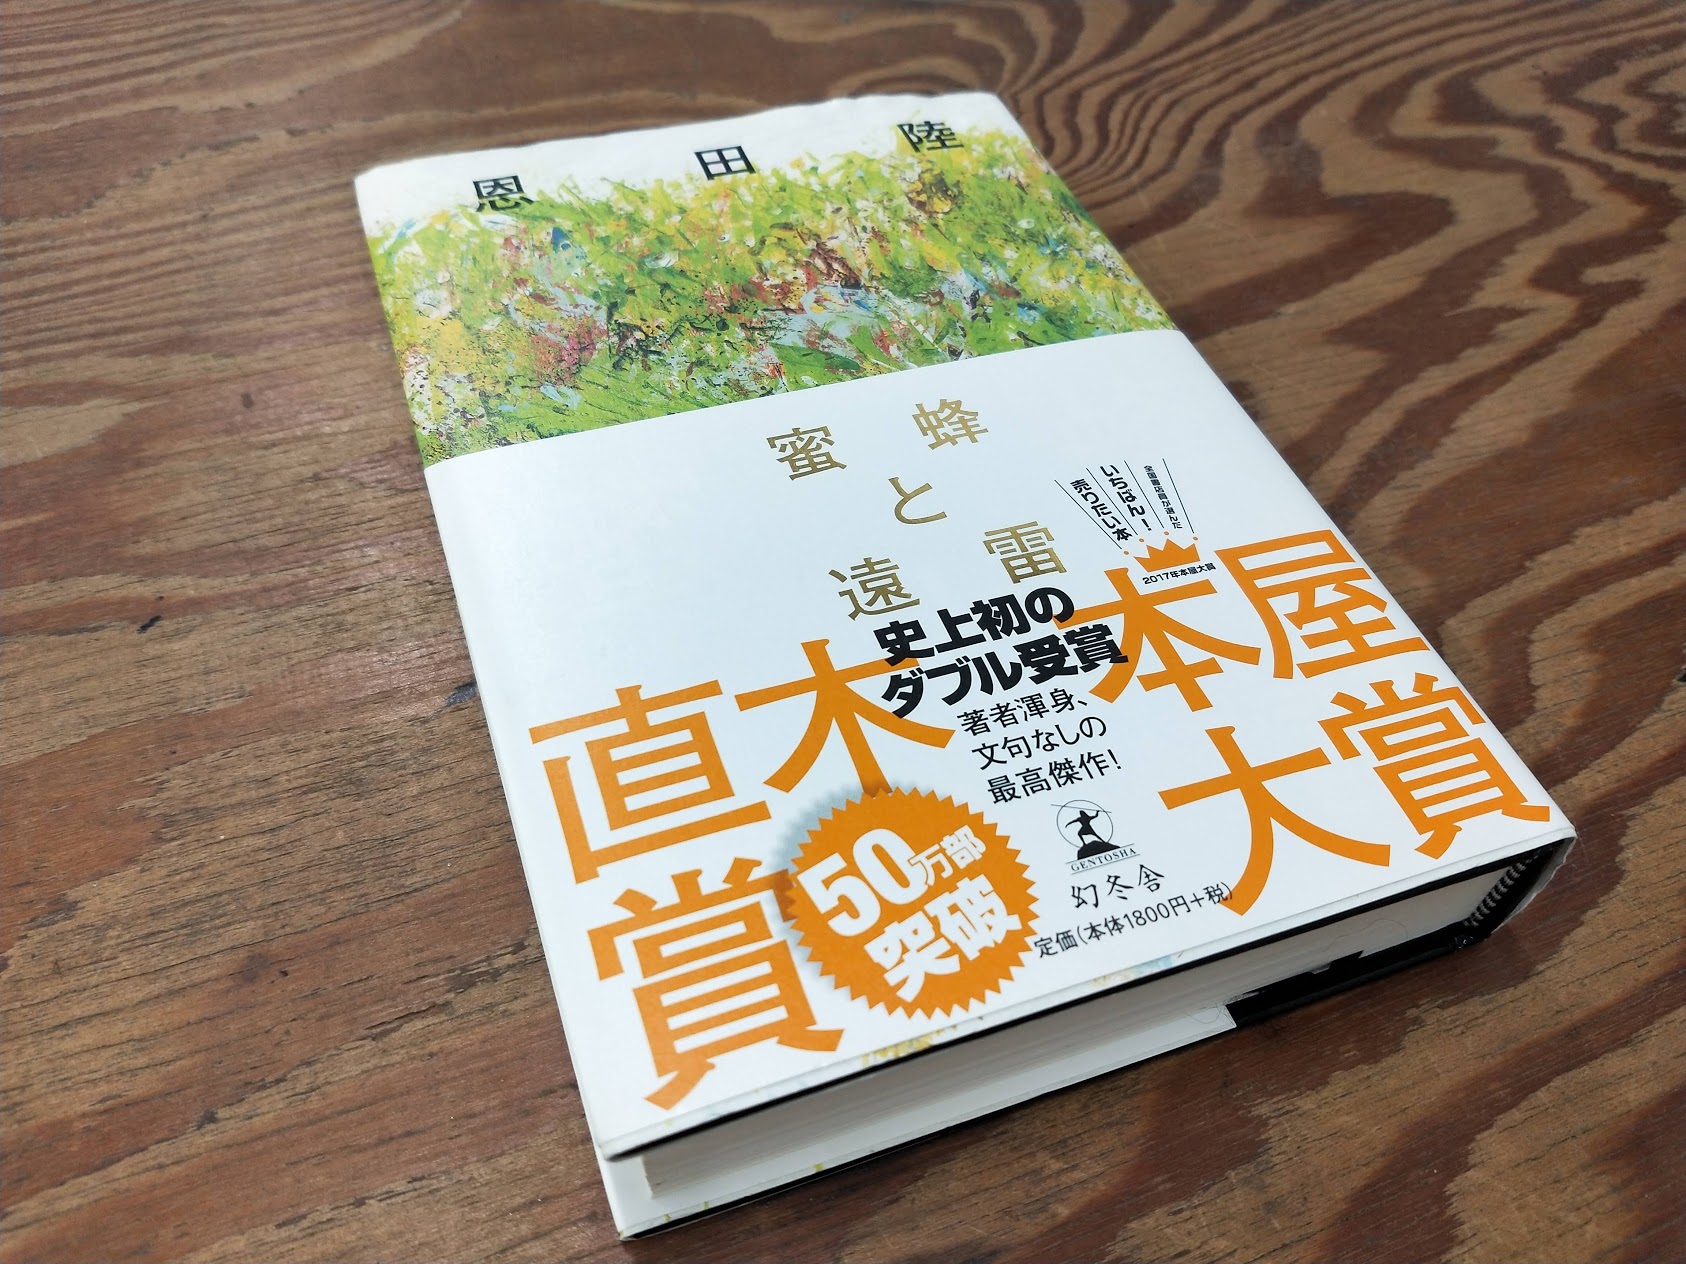 恩田陸
蜜蜂
と
遠雷
全国書店員が選んだ
いちばん!
売りたい本
2017年本屋大賞
史上初の
ダブル受賞
直木
賞
本屋
大賞
著者渾身、
文句なしの
最高傑作!
50万部
突破
GENTOSHA
幻冬舎
定価(本体1800円+税)